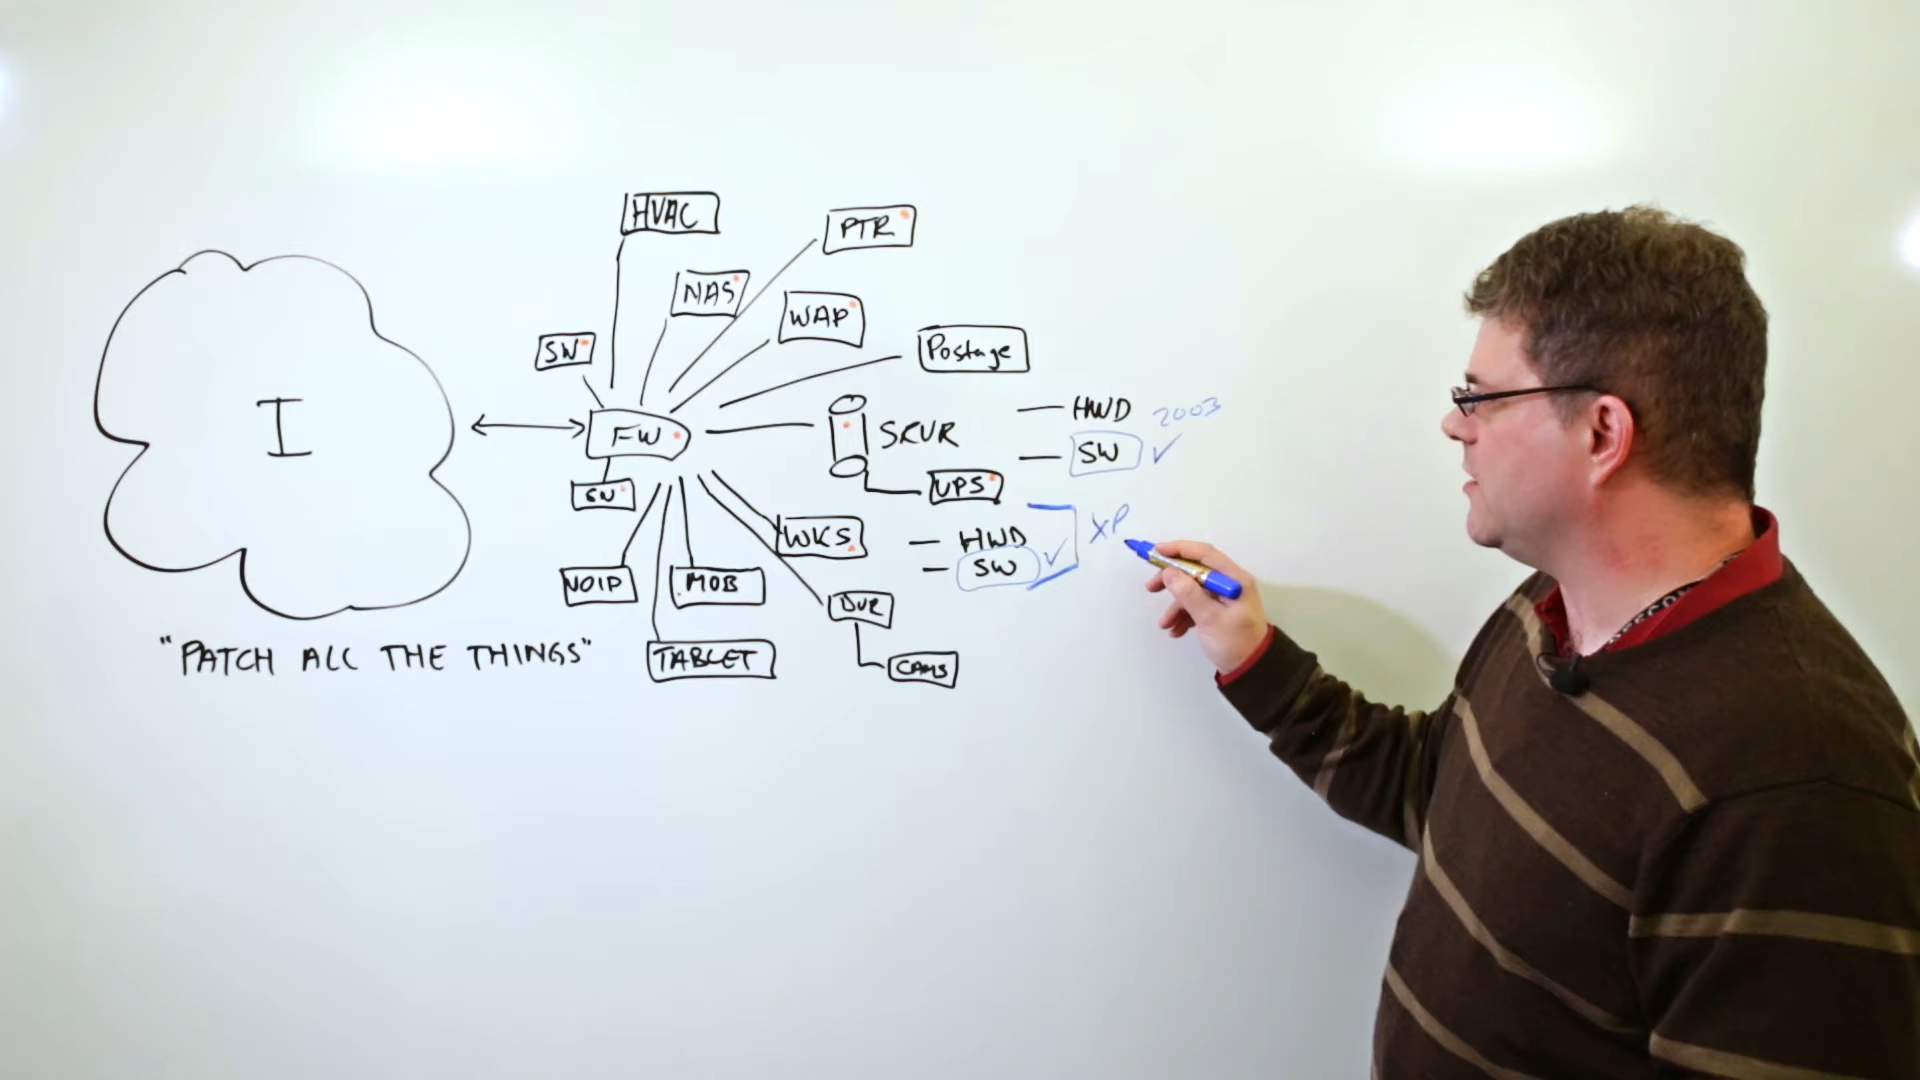 HVAC
PTR
NAS
WAP
SW
Postage
I
FW
SRVR
HWD
2003
SW
SW
UPS
WKS
HWD
SW
XP
VOIP
MOB
DVR
"PATCH ALL THE THINGS"
TABLET
CAMS